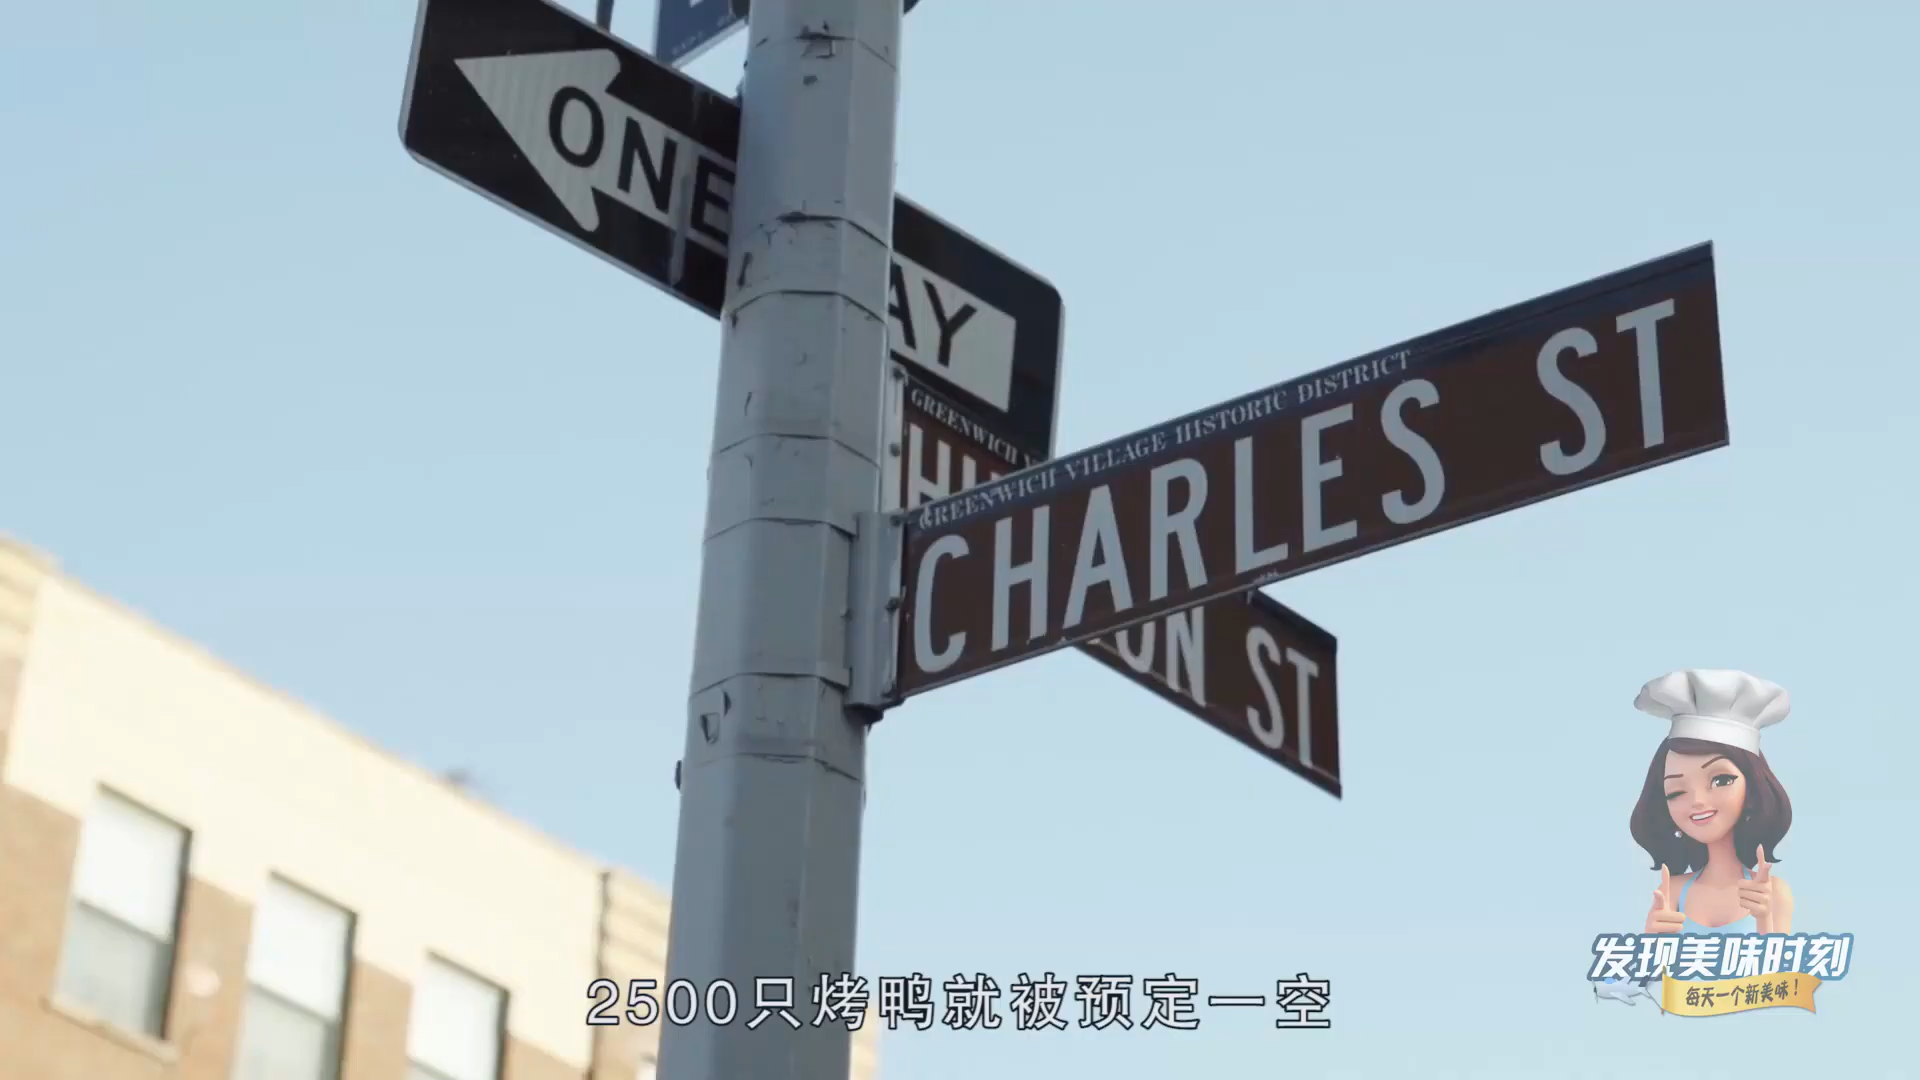 ONE
AY
GREENWICH
GREENWICH VILLAGE HISTORIC DISTRICT
CHARLES ST
ON ST
发现美味时刻
每天一个新美味!
2500只烤鸭就被预定一空